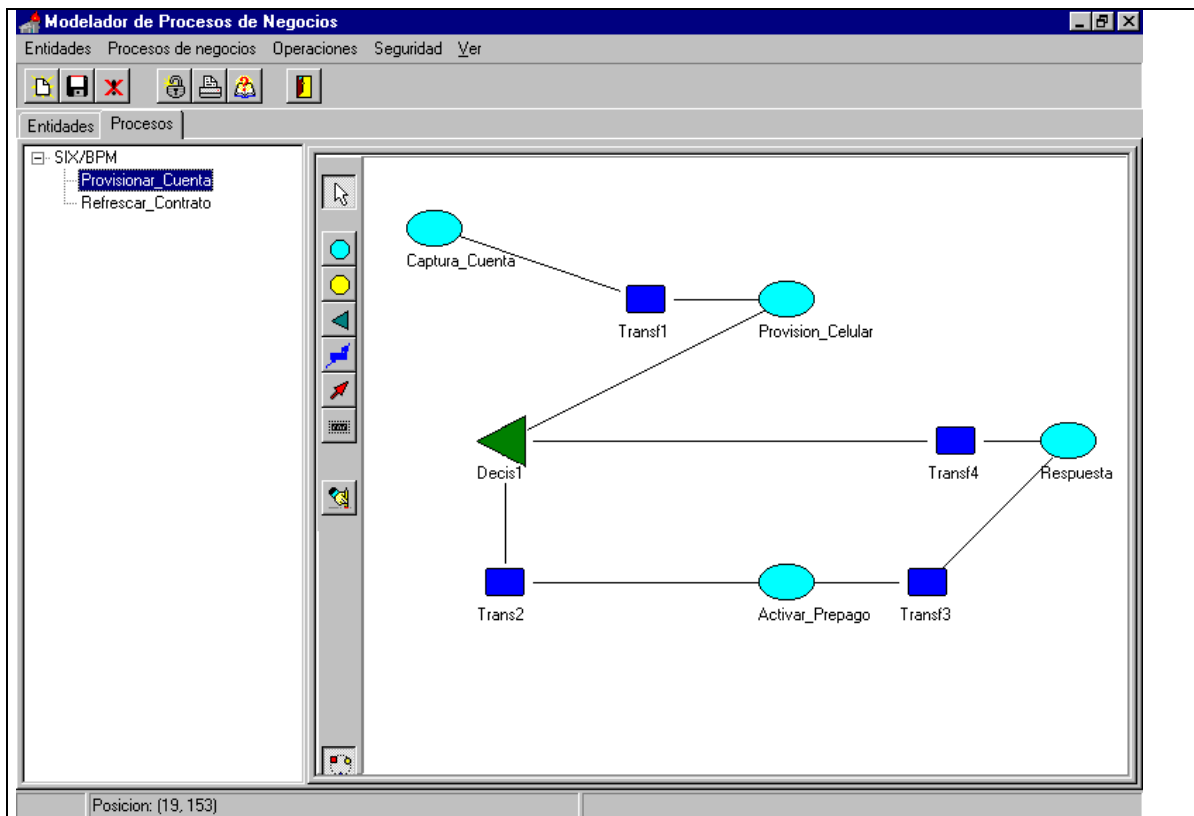 Modelador de Procesos de Negocios
Entidades Procesos de negocios Operaciones Seguridad Ver
Entidades Procesos
SIX/BPM
Provisionar_Cuenta
Refrescar_Contrato
Captura_Cuenta
Transf1
Provision_Celular
Decis1
Transf4
Respuesta
Trans2
Activar_Prepago
Transf3
Posicion: (19, 153)